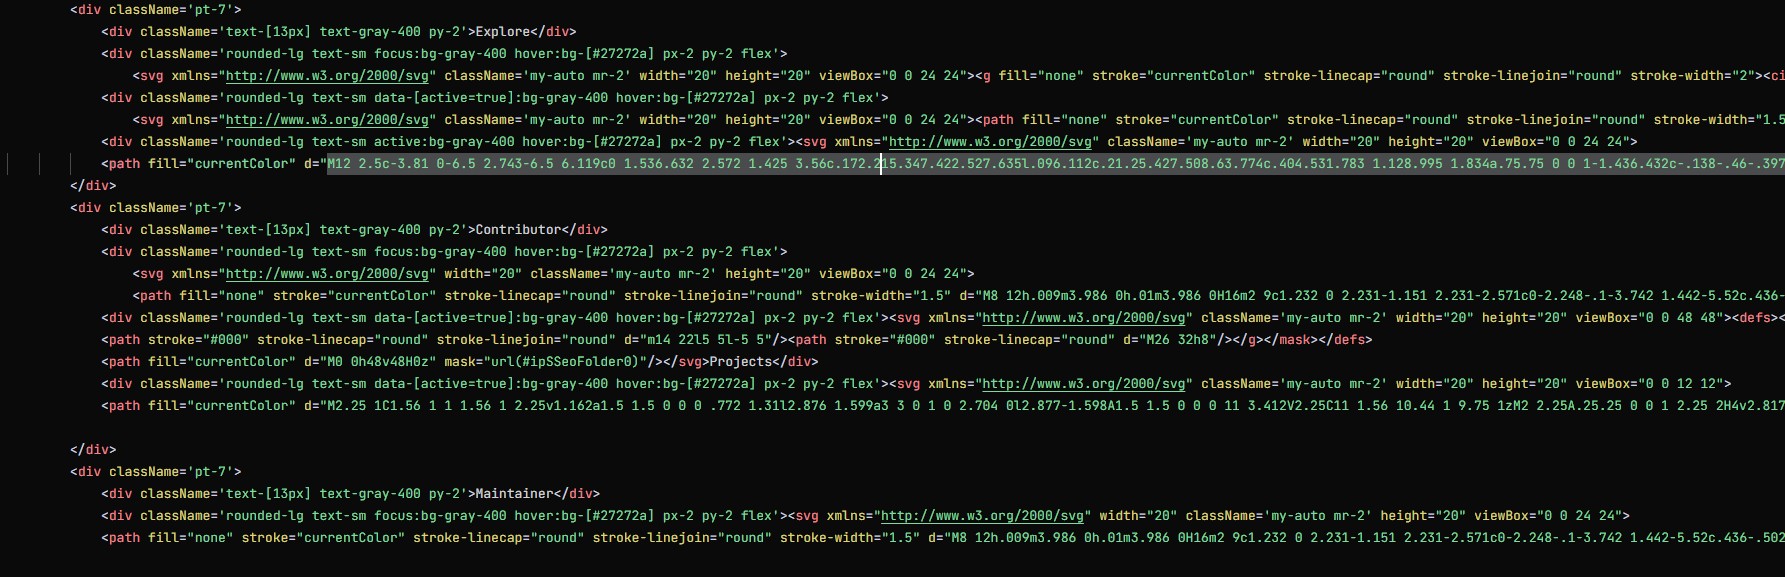 <div className='pt-7'>
<div className='text-[13px] text-gray-400 py-2'>Explore</div>
<div className='rounded-lg text-sm focus:bg-gray-400 hover:bg-[#27272a] px-2 py-2 flex'>
<svg xmlns="http://www.w3.org/2000/svg" className='my-auto mr-2' width="20" height="20" viewBox="0 0 24 24"><g fill="none" stroke="currentColor" stroke-linecap="round" stroke-linejoin="round" stroke-width="2"><ci
<div className='rounded-lg text-sm data-[active=true]:bg-gray-400 hover:bg-[#27272a] px-2 py-2 flex'>
<svg xmlns="http://www.w3.org/2000/svg" className='my-auto mr-2' width="20" height="20" viewBox="0 0 24 24"><path fill="none" stroke="currentColor" stroke-linecap="round" stroke-linejoin="round" stroke-width="1.5
<div className='rounded-lg text-sm active:bg-gray-400 hover:bg-[#27272a] px-2 py-2 flex'><svg xmlns="http://www.w3.org/2000/svg" className='my-auto mr-2' width="20" height="20" viewBox="0 0 24 24">
<path fill="currentColor" d="M12 2.5c-3.81 0-6.5 2.743-6.5 6.119c0 1.536.632 2.572 1.425 3.56c.172.215.347.422.527.635l.096.112c.21.25.427.508.63.774c.404.531.783 1.128.995 1.834a.75.75 0 0 1-1.436.432c-.138-.46-.397
</div>
<div className='pt-7'>
<div className='text-[13px] text-gray-400 py-2'>Contributor</div>
<div className='rounded-lg text-sm focus:bg-gray-400 hover:bg-[#27272a] px-2 py-2 flex'>
<svg xmlns="http://www.w3.org/2000/svg" width="20" className='my-auto mr-2' height="20" viewBox="0 0 24 24">
<path fill="none" stroke="currentColor" stroke-linecap="round" stroke-linejoin="round" stroke-width="1.5" d="M8 12h.009m3.986 0h.01m3.986 0H16m2 9c1.232 0 2.231-1.151 2.231-2.571c0-2.248-.1-3.742 1.442-5.52c.436-
<div className='rounded-lg text-sm data-[active=true]:bg-gray-400 hover:bg-[#27272a] px-2 py-2 flex'><svg xmlns="http://www.w3.org/2000/svg" className='my-auto mr-2' width="20" height="20" viewBox="0 0 48 48"><defs><
<path stroke="#000" stroke-linecap="round" stroke-linejoin="round" d="m14 22l5 5l-5 5"/><path stroke="#000" stroke-linecap="round" d="M26 32h8"/></g></mask></defs>
<path fill="currentColor" d="M0 0h48v48H0z" mask="url(#ipSSeoFolder0)"/></svg>Projects</div>
<div className='rounded-lg text-sm data-[active=true]:bg-gray-400 hover:bg-[#27272a] px-2 py-2 flex'><svg xmlns="http://www.w3.org/2000/svg" className='my-auto mr-2' width="20" height="20" viewBox="0 0 12 12">
<path fill="currentColor" d="M2.25 1C1.56 1 1 1.56 1 2.25v1.162a1.5 1.5 0 0 0 .772 1.31l2.876 1.599a3 3 0 1 0 2.704 0l2.877-1.598A1.5 1.5 0 0 0 11 3.412V2.25C11 1.56 10.44 1 9.75 1zM2 2.25A.25.25 0 0 1 2.25 2H4v2.817
</div>
<div className='pt-7'>
<div className='text-[13px] text-gray-400 py-2'>Maintainer</div>
<div className='rounded-lg text-sm focus:bg-gray-400 hover:bg-[#27272a] px-2 py-2 flex'><svg xmlns="http://www.w3.org/2000/svg" width="20" className='my-auto mr-2' height="20" viewBox="0 0 24 24">
<path fill="none" stroke="currentColor" stroke-linecap="round" stroke-linejoin="round" stroke-width="1.5" d="M8 12h.009m3.986 0h.01m3.986 0H16m2 9c1.232 0 2.231-1.151 2.231-2.571c0-2.248-.1-3.742 1.442-5.52c.436-.502